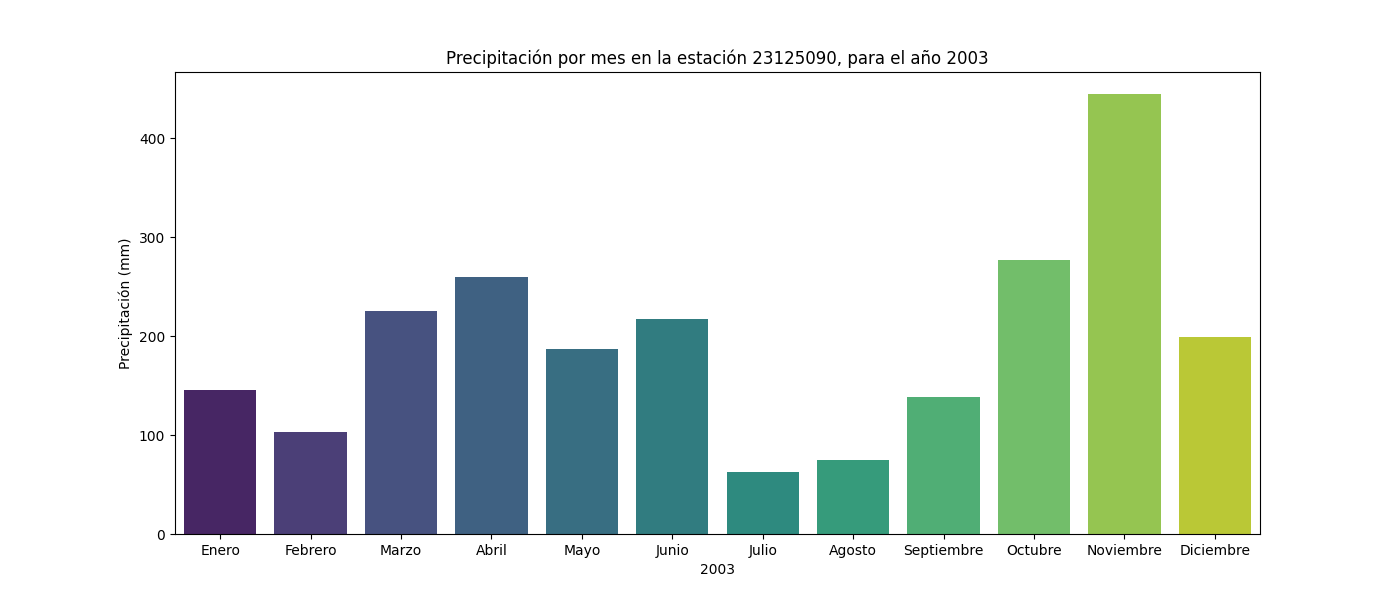 Precipitación por mes en la estación 23125090, para el año 2003
Precipitación (mm)
400
300
200
100
0
Enero Febrero Marzo Abril Mayo Junio Julio Agosto Septiembre Octubre Noviembre Diciembre
2003